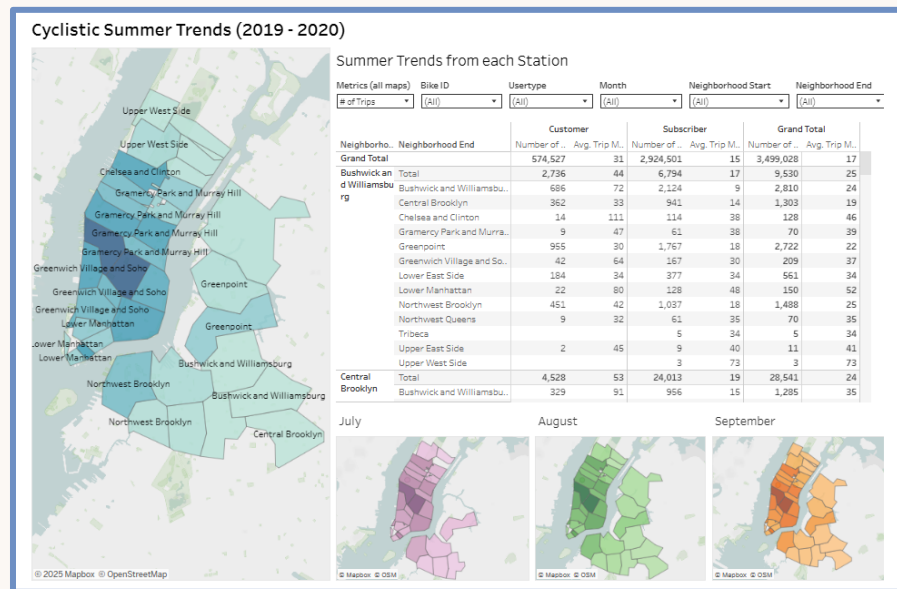 Cyclistic Summer Trends (2019 - 2020)
Upper West Side
Upper West Side
Chelsea and Clinton
Gramercy Park and Murray Hill
Gramercy Park and Murray Hill
Gramercy Park and Murray Hill
Gramercy Park and Murray Hill
Greenwich Village and Soho
Greenwich Village and Soho
Greenwich Village and Soho
Lower Manhattan
Lower Manhattan
Lower Manhattan
Greenpoint
Greenpoint
Bushwick and Williamsburg
Northwest Brooklyn
Bushwick and Williamsburg
Northwest Brooklyn
Central Brooklyn
© 2025 Mapbox © OpenStreetMap
Summer Trends from each Station
Metrics (all maps) Bike ID Usertype Month Neighborhood Start Neighborhood End
# of Trips (All) (All) (All) (All) (All)
Customer Subscriber Grand Total
Neighborho.. Neighborhood End Number of .. Avg. Trip M.. Number of .. Avg. Trip M.. Number of .. Avg. Trip M..
Grand Total 574,527 31 2,924,501 15 3,499,028 17
Bushwick an Total 2,736 44 6,794 17 9,530 25
d Williamsbu Bushwick and Williamsbu.. 686 72 2,124 9 2,810 24
rg Central Brooklyn 362 33 941 14 1,303 19
Chelsea and Clinton 14 111 114 38 128 46
Gramercy Park and Murra.. 9 47 61 38 70 39
Greenpoint 955 30 1,767 18 2,722 22
Greenwich Village and So.. 42 64 167 30 209 37
Lower East Side 184 34 377 34 561 34
Lower Manhattan 22 80 128 48 150 52
Northwest Brooklyn 451 42 1,037 18 1,488 25
Northwest Queens 9 32 61 35 70 35
Tribeca 5 34 5 34
Upper East Side 2 45 9 40 11 41
Upper West Side 3 73 3 73
Central Total 4,528 53 24,013 19 28,541 24
Brooklyn Bushwick and Williamsbu.. 329 91 956 15 1,285 35
July August September
© Mapbox © OSM © Mapbox © OSM © Mapbox © OSM